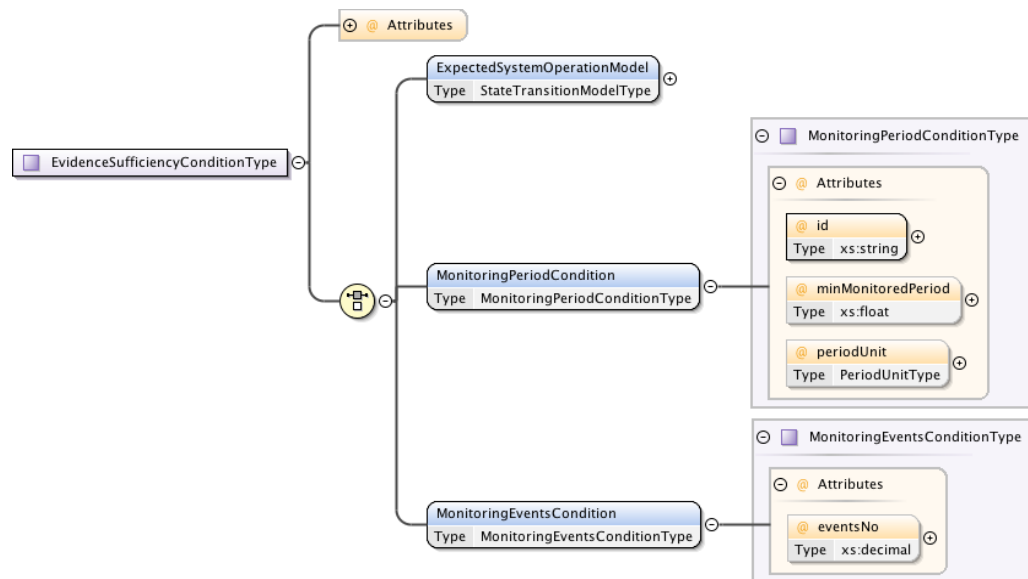 @ Attributes
ExpectedSystemOperationModel
Type StateTransitionModelType
EvidenceSufficiencyConditionType
MonitoringPeriodConditionType
@ Attributes
@ id
Type xs:string
MonitoringPeriodCondition
Type MonitoringPeriodConditionType
@ minMonitoredPeriod
Type xs:float
@ periodUnit
Type PeriodUnitType
MonitoringEventsConditionType
@ Attributes
MonitoringEventsCondition
Type MonitoringEventsConditionType
@ eventsNo
Type xs:decimal